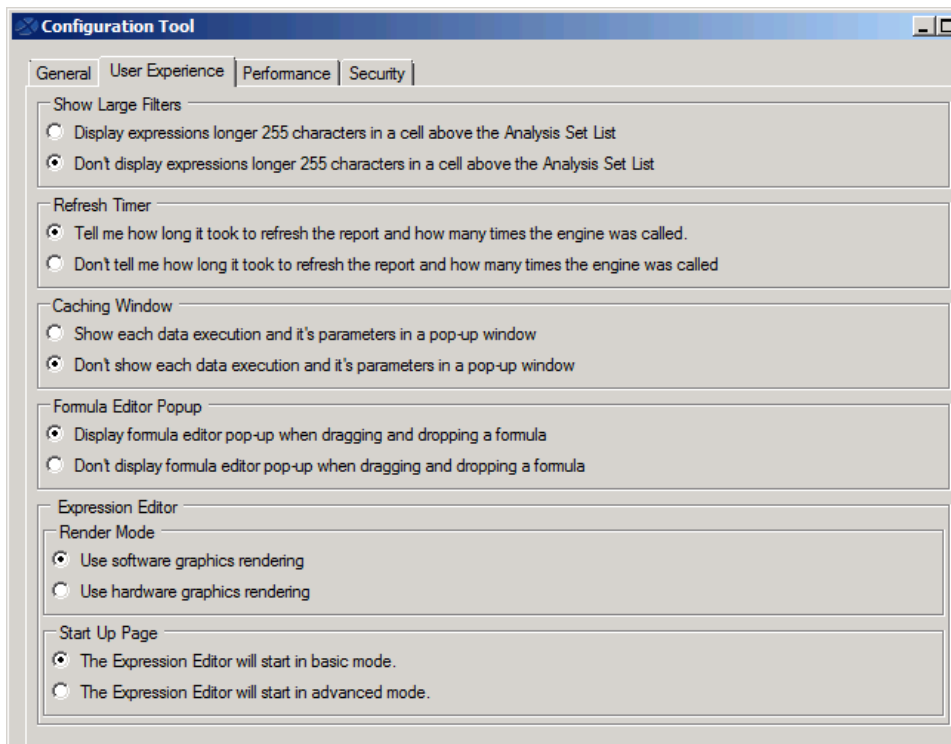 Configuration Tool
General User Experience Performance Security
Show Large Filters
Display expressions longer 255 characters in a cell above the Analysis Set List
Don't display expressions longer 255 characters in a cell above the Analysis Set List
Refresh Timer
Tell me how long it took to refresh the report and how many times the engine was called.
Don't tell me how long it took to refresh the report and how many times the engine was called
Caching Window
Show each data execution and it's parameters in a pop-up window
Don't show each data execution and it's parameters in a pop-up window
Formula Editor Popup
Display formula editor pop-up when dragging and dropping a formula
Don't display formula editor pop-up when dragging and dropping a formula
Expression Editor
Render Mode
Use software graphics rendering
Use hardware graphics rendering
Start Up Page
The Expression Editor will start in basic mode.
The Expression Editor will start in advanced mode.